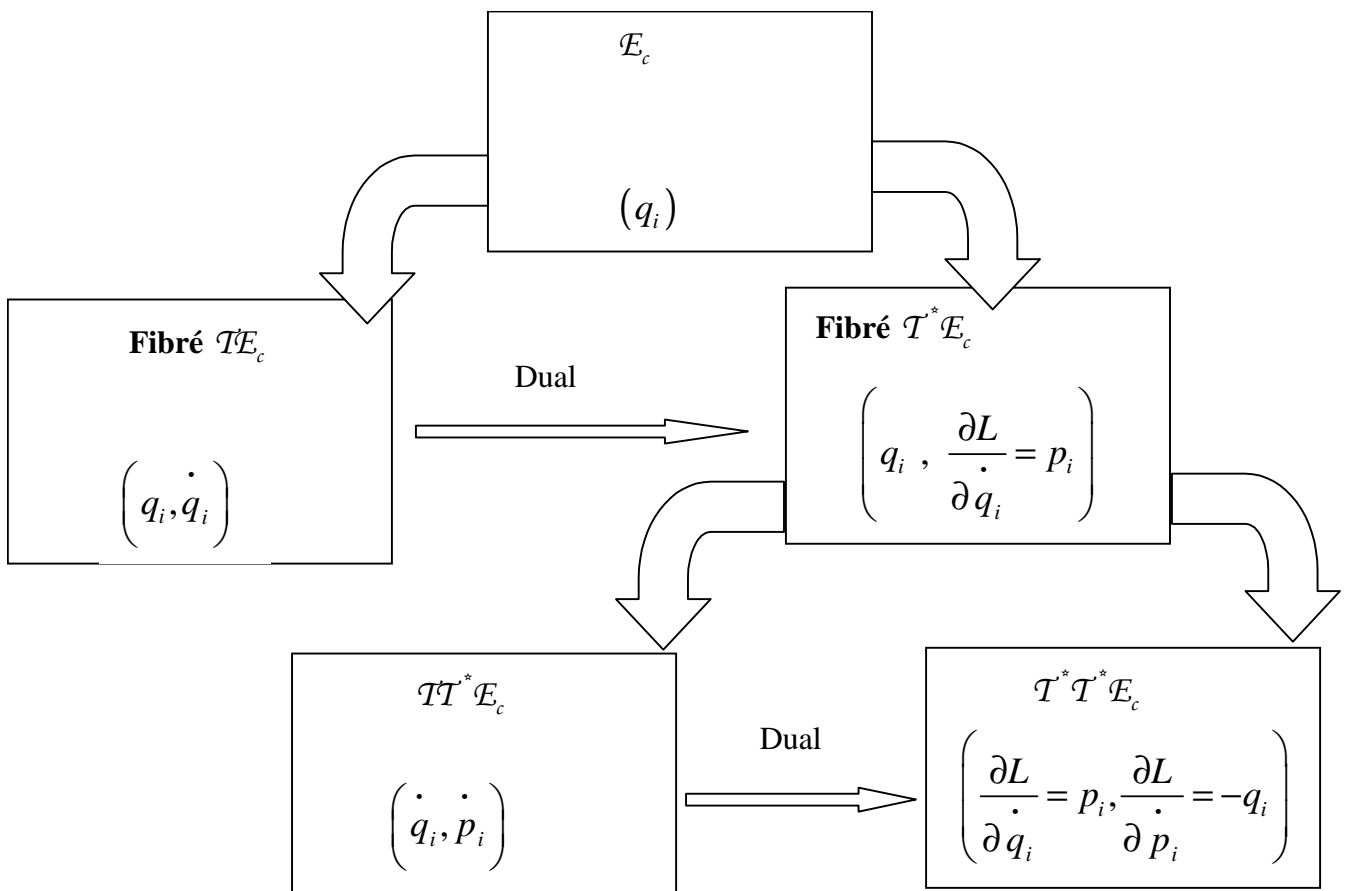 ℰ_c
(q_i)
Fibré 𝒯ℰ_c
(q_i, q̇_i)
Dual
Fibré 𝒯^*ℰ_c
(q_i , ∂L/∂q̇_i = p_i)
𝒯𝒯^*ℰ_c
(q̇_i, ṗ_i)
Dual
𝒯^*𝒯^*ℰ_c
(∂L/∂q̇_i = p_i, ∂L/∂ṗ_i = −q_i)